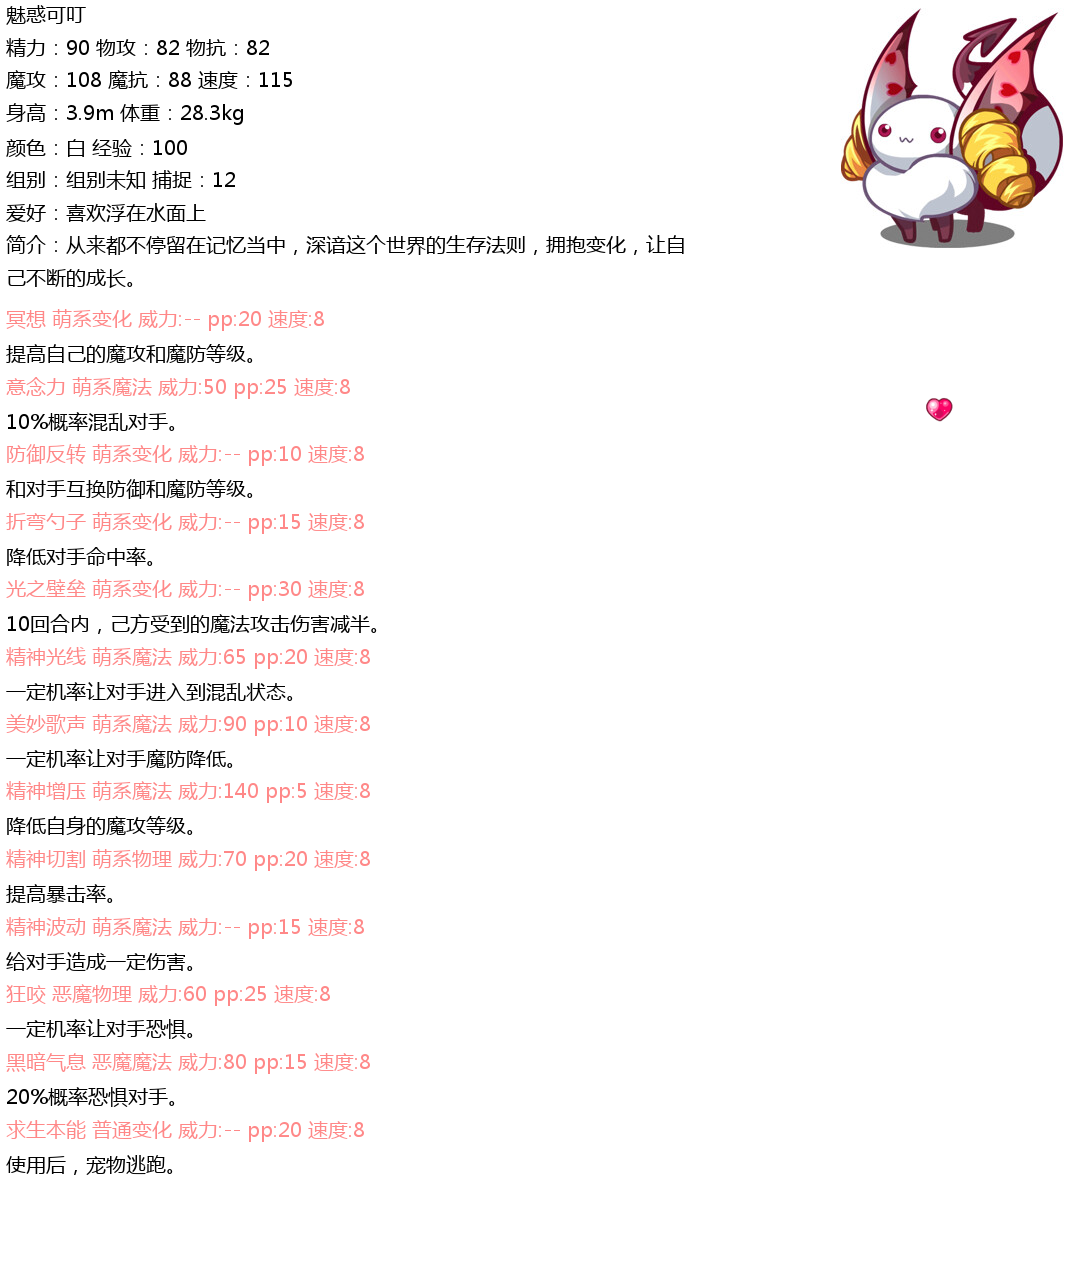 魅惑可叮
精力：90 物攻：82 物抗：82
魔攻：108 魔抗：88 速度：115
身高：3.9m 体重：28.3kg
颜色：白 经验：100
组别：组别未知 捕捉：12
爱好：喜欢浮在水面上
简介：从来都不停留在记忆当中，深谙这个世界的生存法则，拥抱变化，让自
己不断的成长。
冥想 萌系变化 威力:-- pp:20 速度:8
提高自己的魔攻和魔防等级。
意念力 萌系魔法 威力:50 pp:25 速度:8
10%概率混乱对手。
防御反转 萌系变化 威力:-- pp:10 速度:8
和对手互换防御和魔防等级。
折弯勺子 萌系变化 威力:-- pp:15 速度:8
降低对手命中率。
光之壁垒 萌系变化 威力:-- pp:30 速度:8
10回合内，己方受到的魔法攻击伤害减半。
精神光线 萌系魔法 威力:65 pp:20 速度:8
一定机率让对手进入到混乱状态。
美妙歌声 萌系魔法 威力:90 pp:10 速度:8
一定机率让对手魔防降低。
精神增压 萌系魔法 威力:140 pp:5 速度:8
降低自身的魔攻等级。
精神切割 萌系物理 威力:70 pp:20 速度:8
提高暴击率。
精神波动 萌系魔法 威力:-- pp:15 速度:8
给对手造成一定伤害。
狂咬 恶魔物理 威力:60 pp:25 速度:8
一定机率让对手恐惧。
黑暗气息 恶魔魔法 威力:80 pp:15 速度:8
20%概率恐惧对手。
求生本能 普通变化 威力:-- pp:20 速度:8
使用后，宠物逃跑。